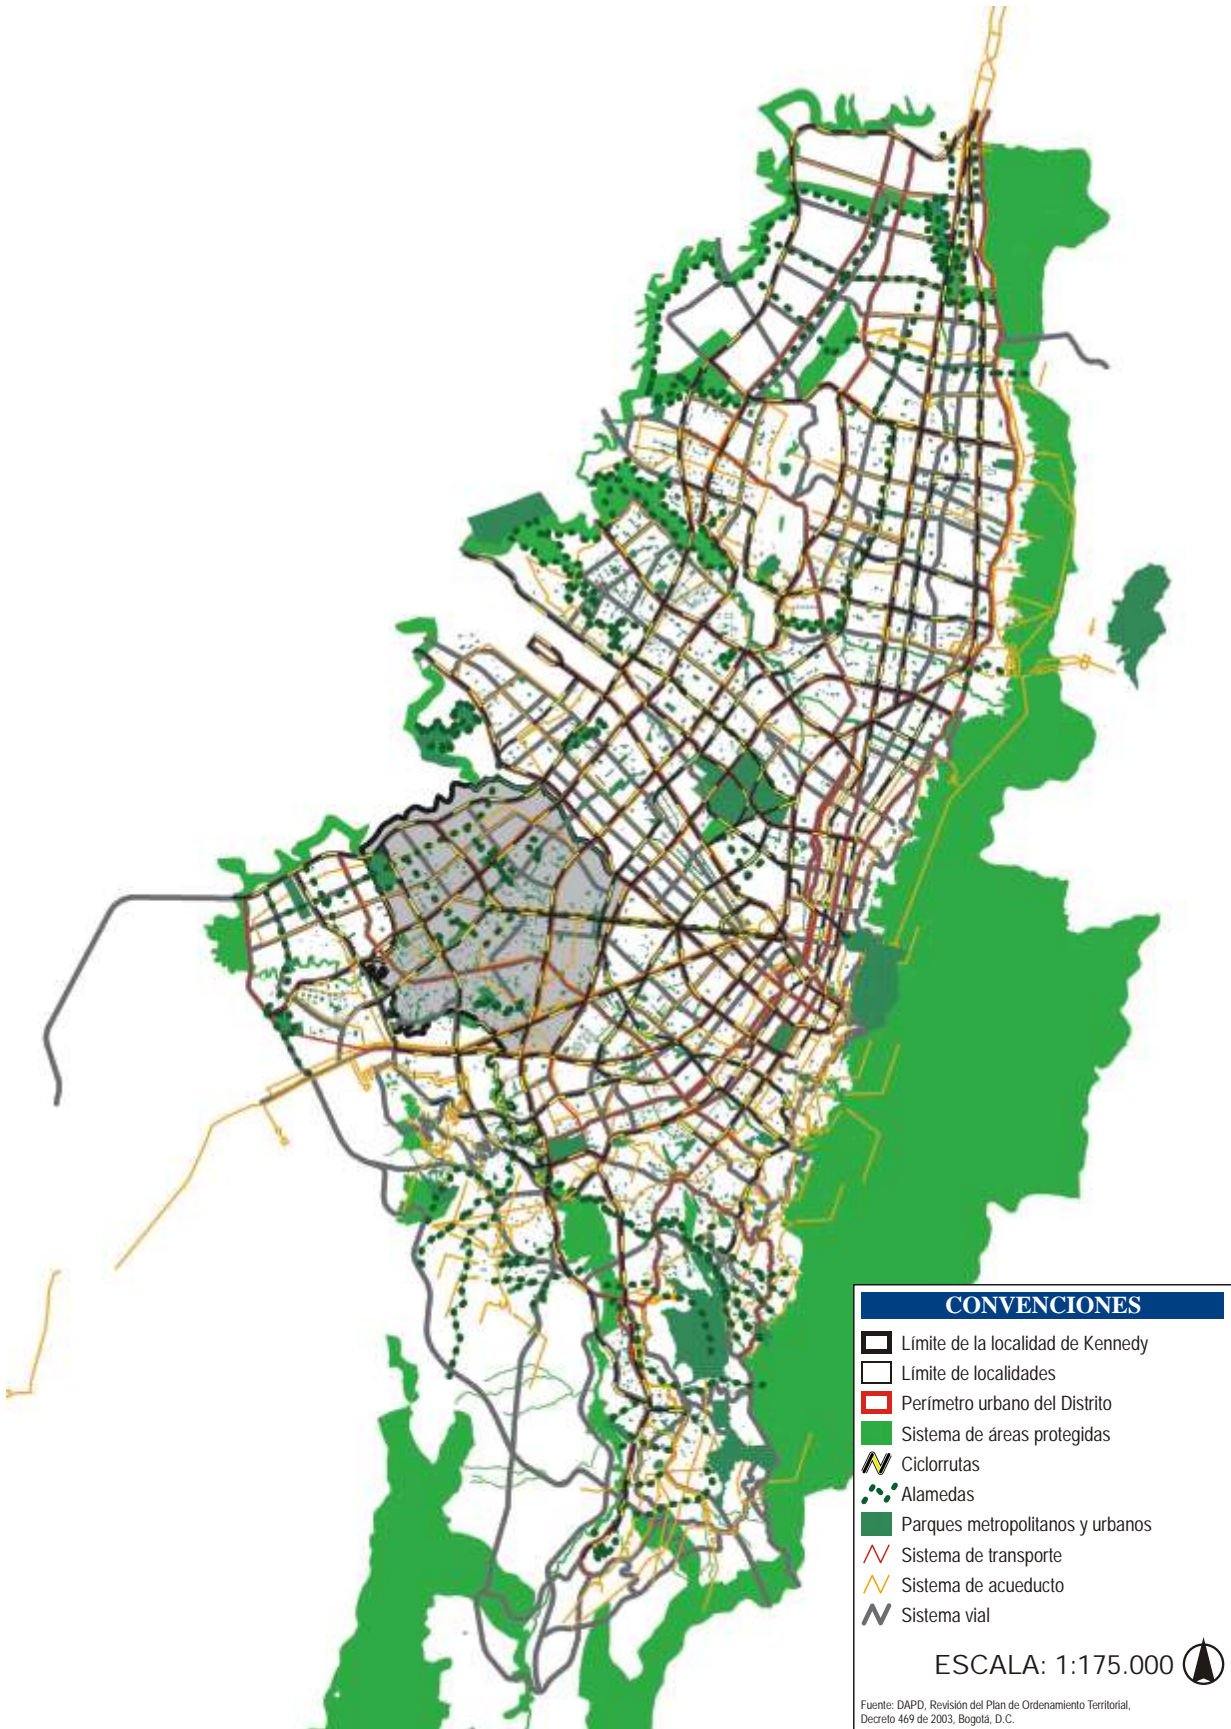 CONVENCIONES
Límite de la localidad de Kennedy
Límite de localidades
Perímetro urbano del Distrito
Sistema de áreas protegidas
Ciclorrutas
Alamedas
Parques metropolitanos y urbanos
Sistema de transporte
Sistema de acueducto
Sistema vial
ESCALA: 1:175.000
Fuente: DAPD, Revisión del Plan de Ordenamiento Territorial,
Decreto 469 de 2003, Bogotá, D.C.